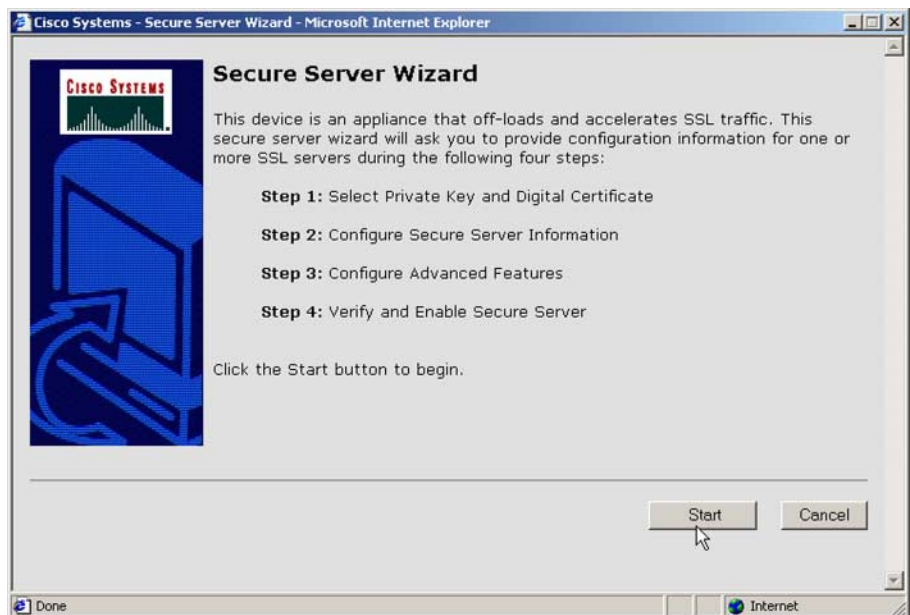 Cisco Systems - Secure Server Wizard - Microsoft Internet Explorer
CISCO SYSTEMS
Secure Server Wizard
This device is an appliance that off-loads and accelerates SSL traffic. This
secure server wizard will ask you to provide configuration information for one or
more SSL servers during the following four steps:
Step 1: Select Private Key and Digital Certificate
Step 2: Configure Secure Server Information
Step 3: Configure Advanced Features
Step 4: Verify and Enable Secure Server
Click the Start button to begin.
Start
Cancel
Done
Internet